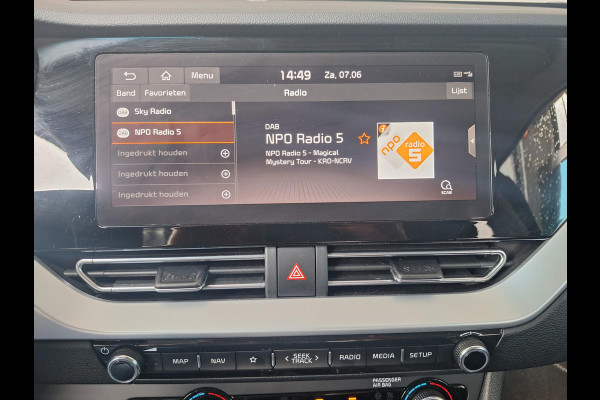 Menu
14:49 Za, 07.06
Band Favorieten Radio Lijst
DAB Sky Radio
DAB NPO Radio 5
Ingedrukt houden
Ingedrukt houden
Ingedrukt houden
DAB
NPO Radio 5
NPO Radio 5 - Magical
Mystery Tour - KRO-NCRV
npo
radio
5
SCAN
MAP NAV SEEK TRACK RADIO MEDIA SETUP
PASSENGER
AIR BAG